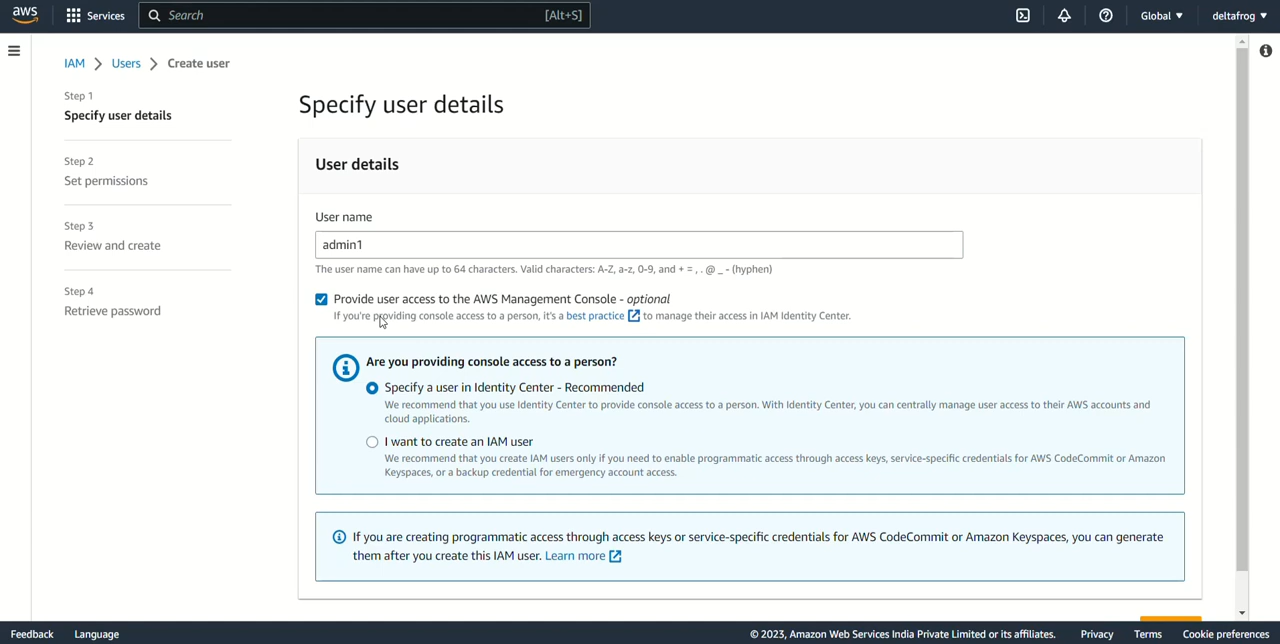 aws Services Search [Alt+S] Global ▼ deltafrog ▼
IAM > Users > Create user
Step 1
Specify user details
Step 2
Set permissions
Step 3
Review and create
Step 4
Retrieve password
Specify user details
User details
User name
admin1
The user name can have up to 64 characters. Valid characters: A-Z, a-z, 0-9, and + = , . @ _ - (hyphen)
Provide user access to the AWS Management Console - optional
If you're providing console access to a person, it's a best practice to manage their access in IAM Identity Center.
Are you providing console access to a person?
Specify a user in Identity Center - Recommended
We recommend that you use Identity Center to provide console access to a person. With Identity Center, you can centrally manage user access to their AWS accounts and
cloud applications.
I want to create an IAM user
We recommend that you create IAM users only if you need to enable programmatic access through access keys, service-specific credentials for AWS CodeCommit or Amazon
Keyspaces, or a backup credential for emergency account access.
If you are creating programmatic access through access keys or service-specific credentials for AWS CodeCommit or Amazon Keyspaces, you can generate
them after you create this IAM user. Learn more
Feedback Language © 2023, Amazon Web Services India Private Limited or its affiliates. Privacy Terms Cookie preferences